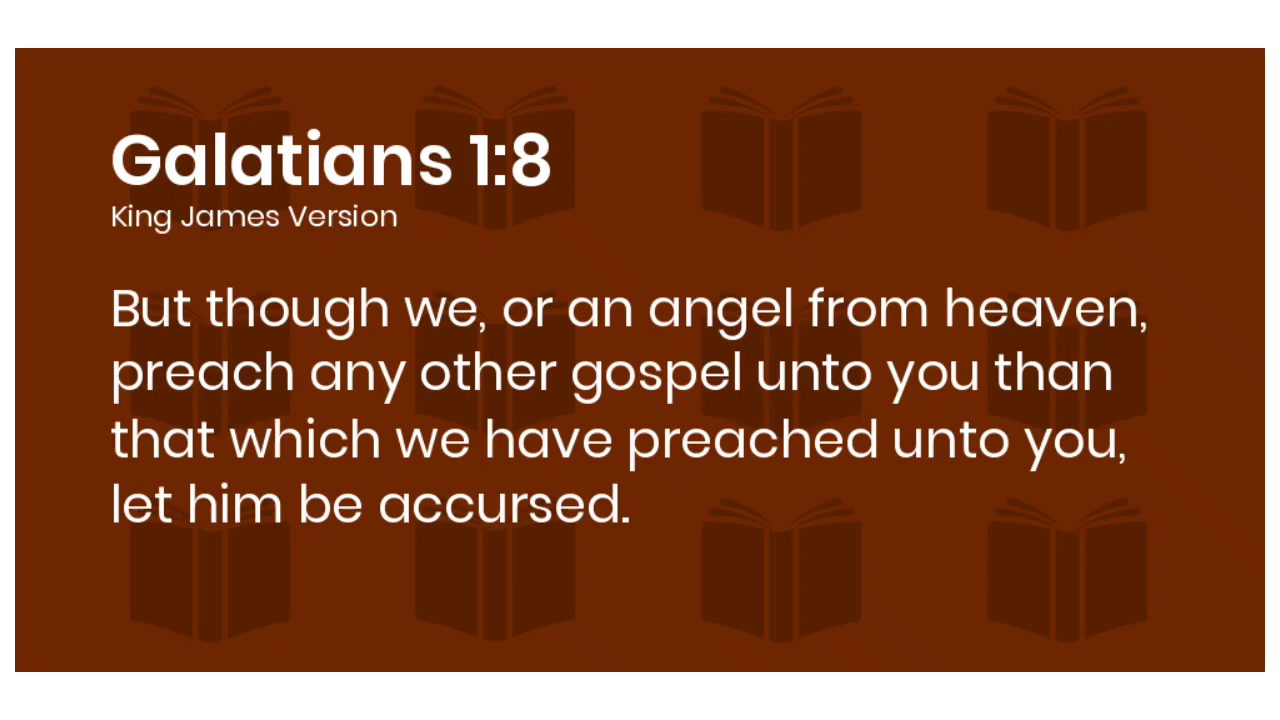 Galatians 1:8
King James Version
But though we, or an angel from heaven,
preach any other gospel unto you than
that which we have preached unto you,
let him be accursed.